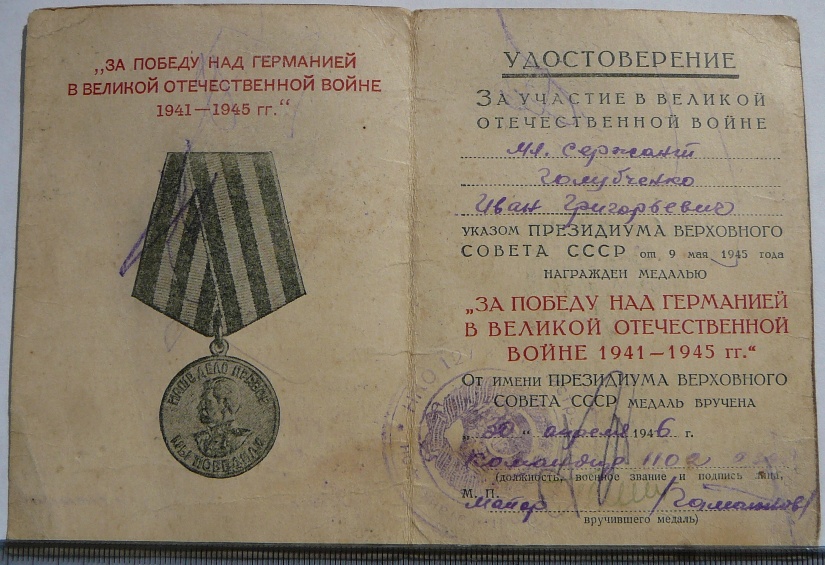 „ЗА ПОБЕДУ НАД ГЕРМАНИЕЙ
В ВЕЛИКОЙ ОТЕЧЕСТВЕННОЙ ВОЙНЕ
1941—1945 гг.“
НАШЕ ДЕЛО ПРАВОЕ
МЫ ПОБЕДИЛИ
УДОСТОВЕРЕНИЕ
ЗА УЧАСТИЕ В ВЕЛИКОЙ
ОТЕЧЕСТВЕННОЙ ВОЙНЕ
Мл. сержант
Голубченко
Иван Григорьевич
УКАЗОМ ПРЕЗИДИУМА ВЕРХОВНОГО
СОВЕТА СССР от 9 мая 1945 года
НАГРАЖДЕН МЕДАЛЬЮ
„ЗА ПОБЕДУ НАД ГЕРМАНИЕЙ
В ВЕЛИКОЙ ОТЕЧЕСТВЕННОЙ
ВОЙНЕ 1941—1945 гг.“
ОТ ИМЕНИ ПРЕЗИДИУМА ВЕРХОВНОГО
СОВЕТА СССР МЕДАЛЬ ВРУЧЕНА
„20“ апреля 1946 г.
Командир
(должность, военное звание и подпись лица,
М. П.
майор
вручившего медаль)